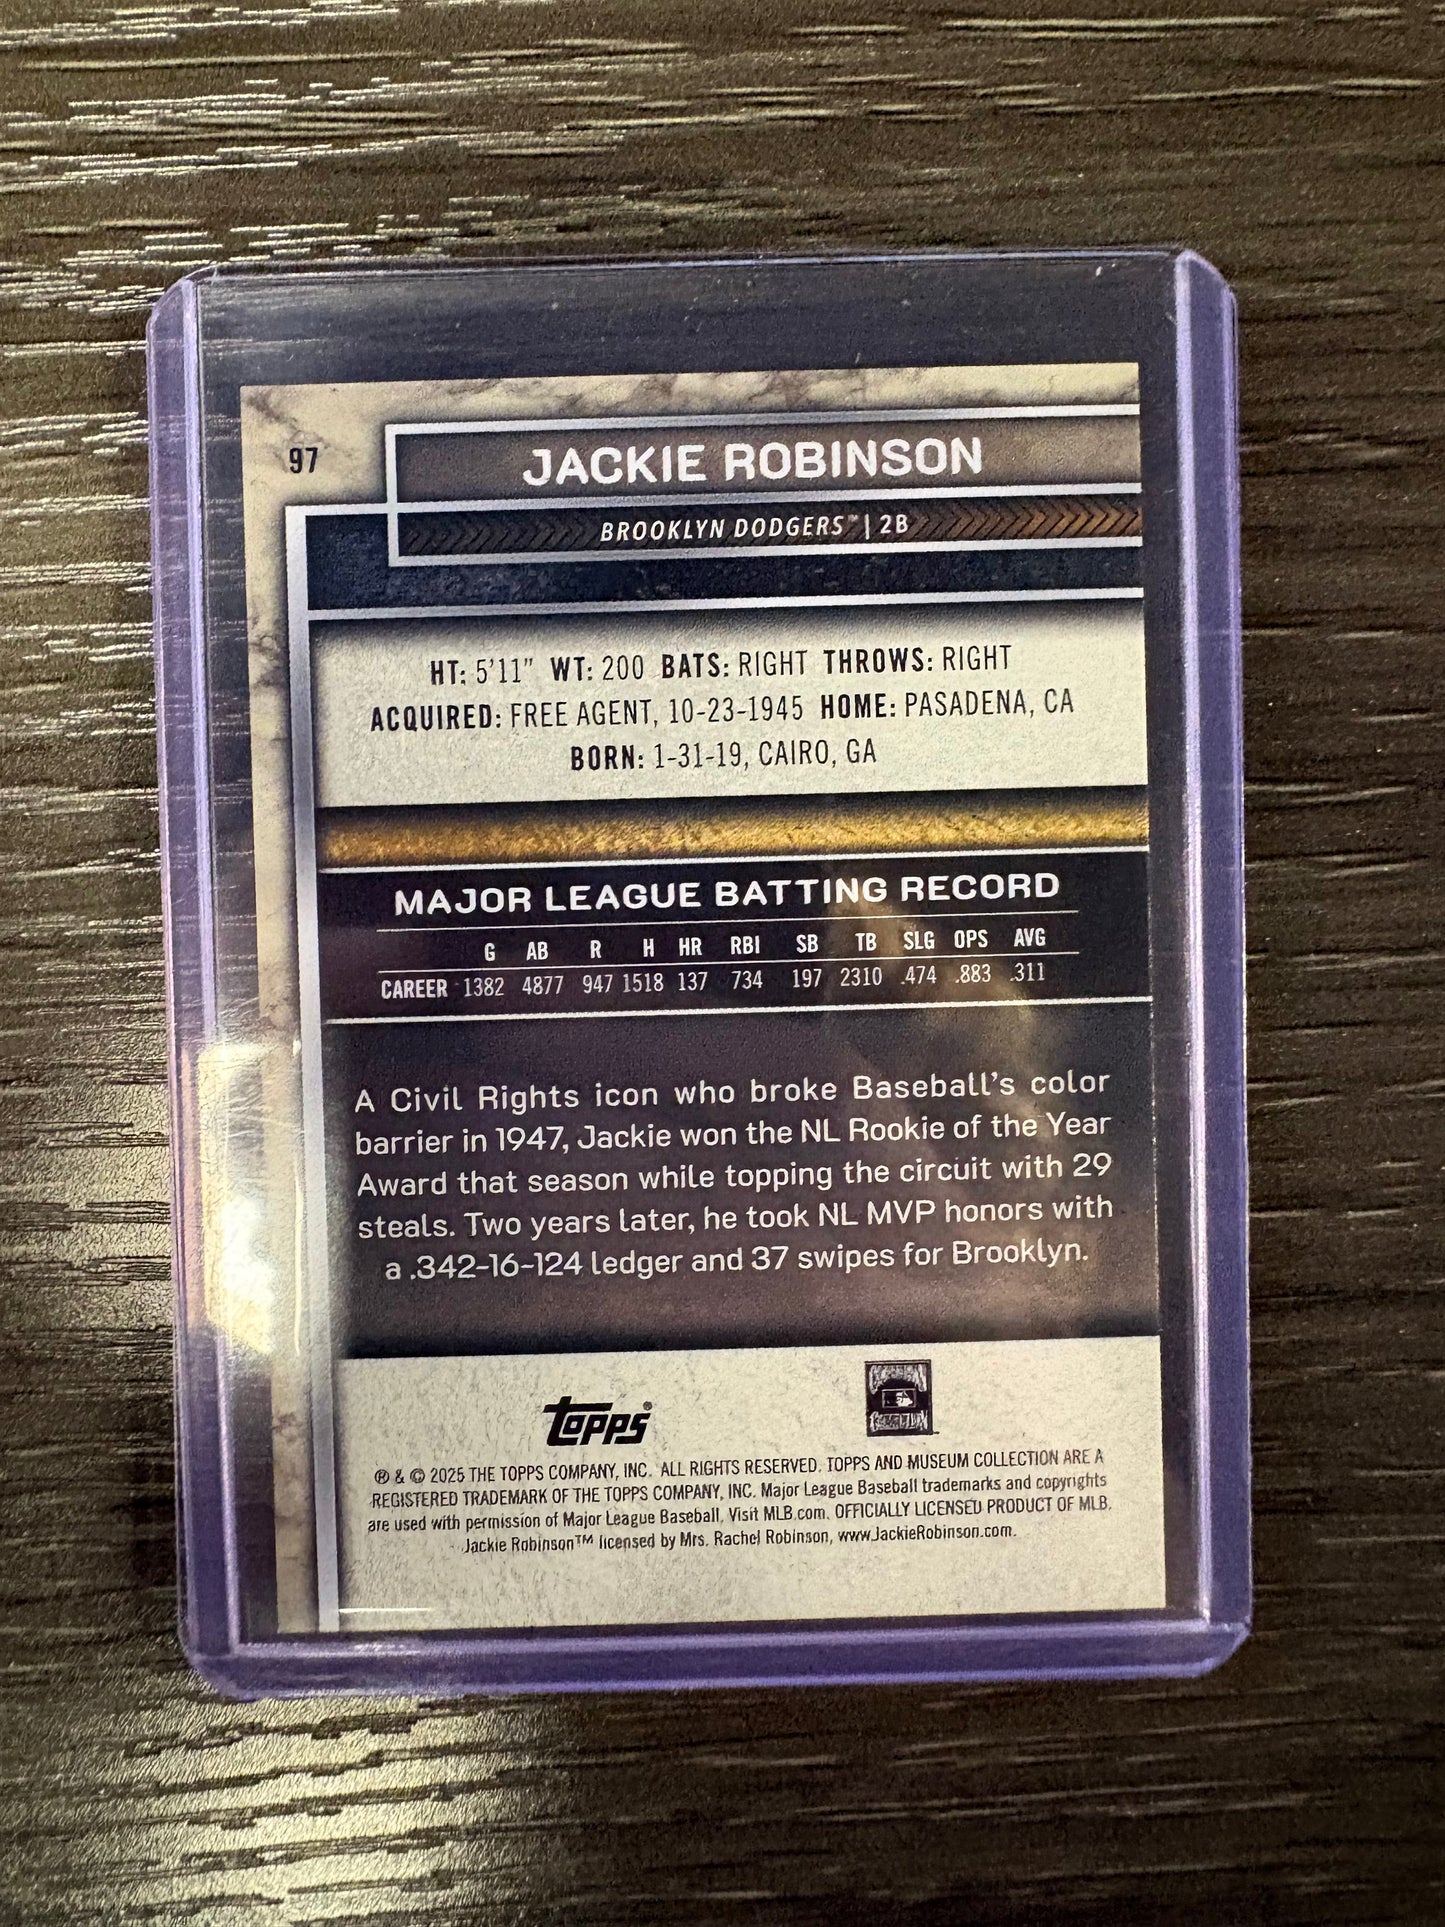 97
JACKIE ROBINSON
BROOKLYN DODGERS™ | 2B
HT: 5'11" WT: 200 BATS: RIGHT THROWS: RIGHT
ACQUIRED: FREE AGENT, 10-23-1945 HOME: PASADENA, CA
BORN: 1-31-19, CAIRO, GA
MAJOR LEAGUE BATTING RECORD
G AB R H HR RBI SB TB SLG OPS AVG
CAREER 1382 4877 947 1518 137 734 197 2310 .474 .883 .311
A Civil Rights icon who broke Baseball's color
barrier in 1947, Jackie won the NL Rookie of the Year
Award that season while topping the circuit with 29
steals. Two years later, he took NL MVP honors with
a .342-16-124 ledger and 37 swipes for Brooklyn.
Topps®
® & © 2025 THE TOPPS COMPANY, INC. ALL RIGHTS RESERVED. TOPPS AND MUSEUM COLLECTION ARE A
REGISTERED TRADEMARK OF THE TOPPS COMPANY, INC. Major League Baseball trademarks and copyrights
are used with permission of Major League Baseball. Visit MLB.com. OFFICIALLY LICENSED PRODUCT OF MLB.
Jackie Robinson™ licensed by Mrs. Rachel Robinson, www.JackieRobinson.com.